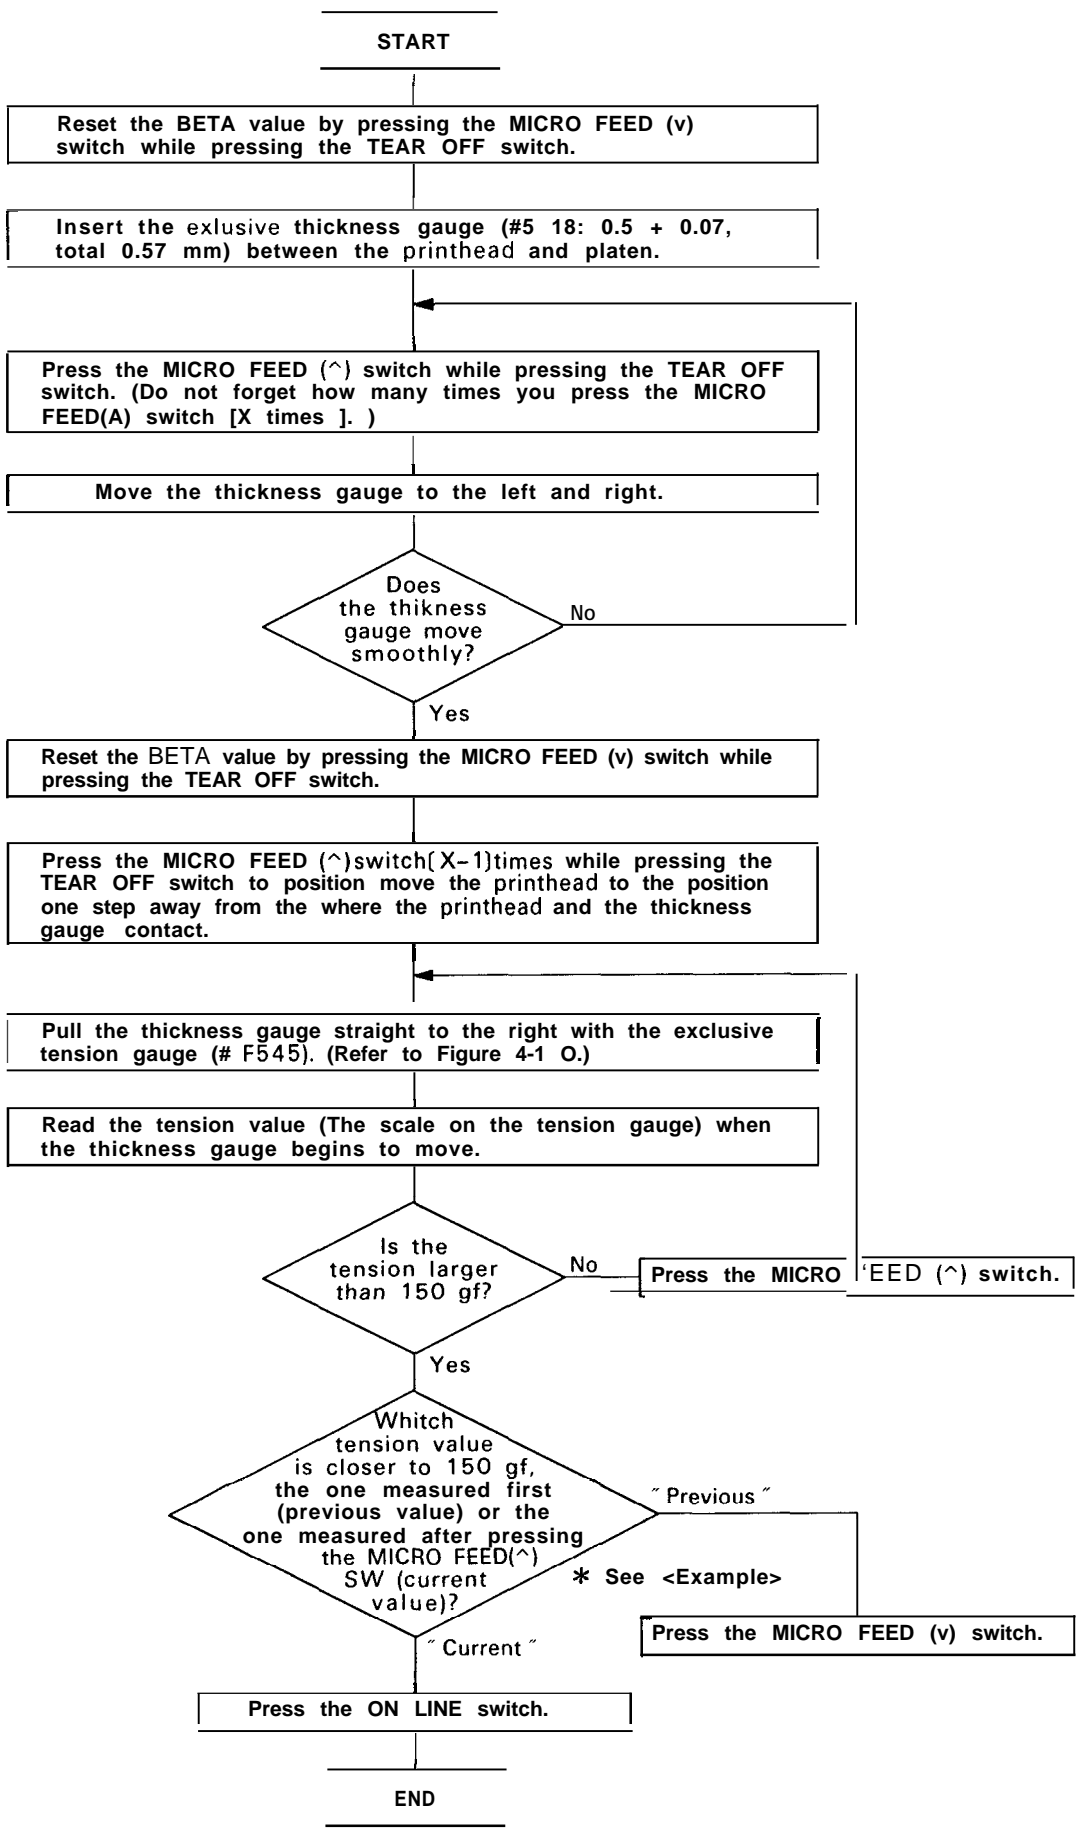 START
Reset the BETA value by pressing the MICRO FEED (v)
switch while pressing the TEAR OFF switch.
Insert the exlusive thickness gauge (#5 18: 0.5 + 0.07,
total 0.57 mm) between the printhead and platen.
Press the MICRO FEED (^) switch while pressing the TEAR OFF
switch. (Do not forget how many times you press the MICRO
FEED(A) switch [X times ]. )
Move the thickness gauge to the left and right.
Does
the thikness
gauge move
smoothly?
No
Yes
Reset the BETA value by pressing the MICRO FEED (v) switch while
pressing the TEAR OFF switch.
Press the MICRO FEED (^)switch(X-1)times while pressing the
TEAR OFF switch to position move the printhead to the position
one step away from the where the printhead and the thickness
gauge contact.
Pull the thickness gauge straight to the right with the exclusive
tension gauge (# F545). (Refer to Figure 4-1 O.)
Read the tension value (The scale on the tension gauge) when
the thickness gauge begins to move.
Is the
tension larger
than 150 gf?
No
Press the MICRO 'EED (^) switch.
Yes
Whitch
tension value
is closer to 150 gf,
the one measured first
(previous value) or the
one measured after pressing
the MICRO FEED(^)
SW (current
value)?
"Previous"
* See <Example>
Press the MICRO FEED (v) switch.
"Current"
Press the ON LINE switch.
END